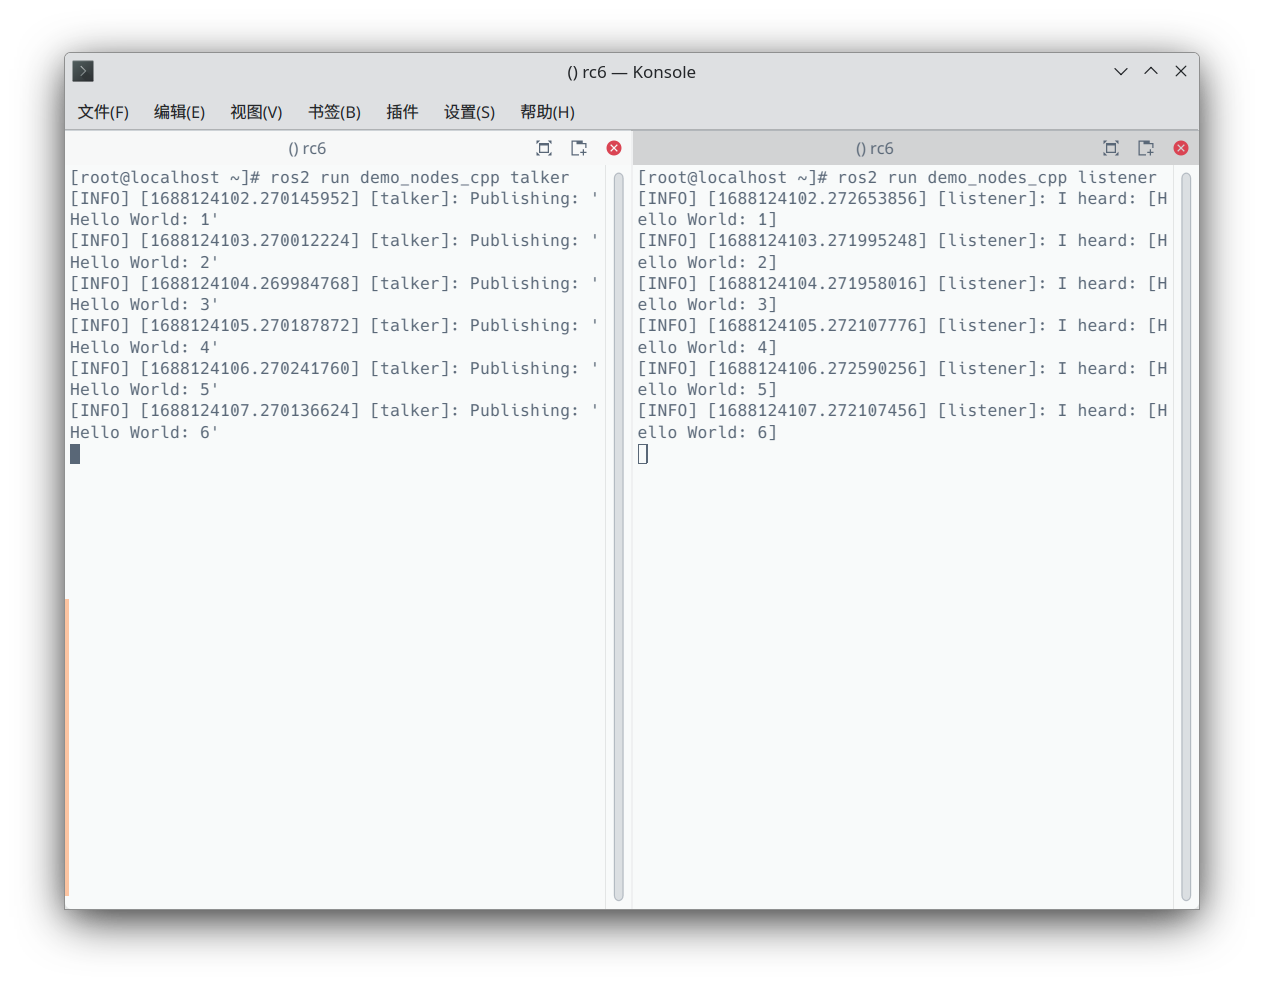 () rc6 — Konsole
文件(F) 编辑(E) 视图(V) 书签(B) 插件 设置(S) 帮助(H)
() rc6
[root@localhost ~]# ros2 run demo_nodes_cpp talker
[INFO] [1688124102.270145952] [talker]: Publishing: '
Hello World: 1'
[INFO] [1688124103.270012224] [talker]: Publishing: '
Hello World: 2'
[INFO] [1688124104.269984768] [talker]: Publishing: '
Hello World: 3'
[INFO] [1688124105.270187872] [talker]: Publishing: '
Hello World: 4'
[INFO] [1688124106.270241760] [talker]: Publishing: '
Hello World: 5'
[INFO] [1688124107.270136624] [talker]: Publishing: '
Hello World: 6'
() rc6
[root@localhost ~]# ros2 run demo_nodes_cpp listener
[INFO] [1688124102.272653856] [listener]: I heard: [H
ello World: 1]
[INFO] [1688124103.271995248] [listener]: I heard: [H
ello World: 2]
[INFO] [1688124104.271958016] [listener]: I heard: [H
ello World: 3]
[INFO] [1688124105.272107776] [listener]: I heard: [H
ello World: 4]
[INFO] [1688124106.272590256] [listener]: I heard: [H
ello World: 5]
[INFO] [1688124107.272107456] [listener]: I heard: [H
ello World: 6]